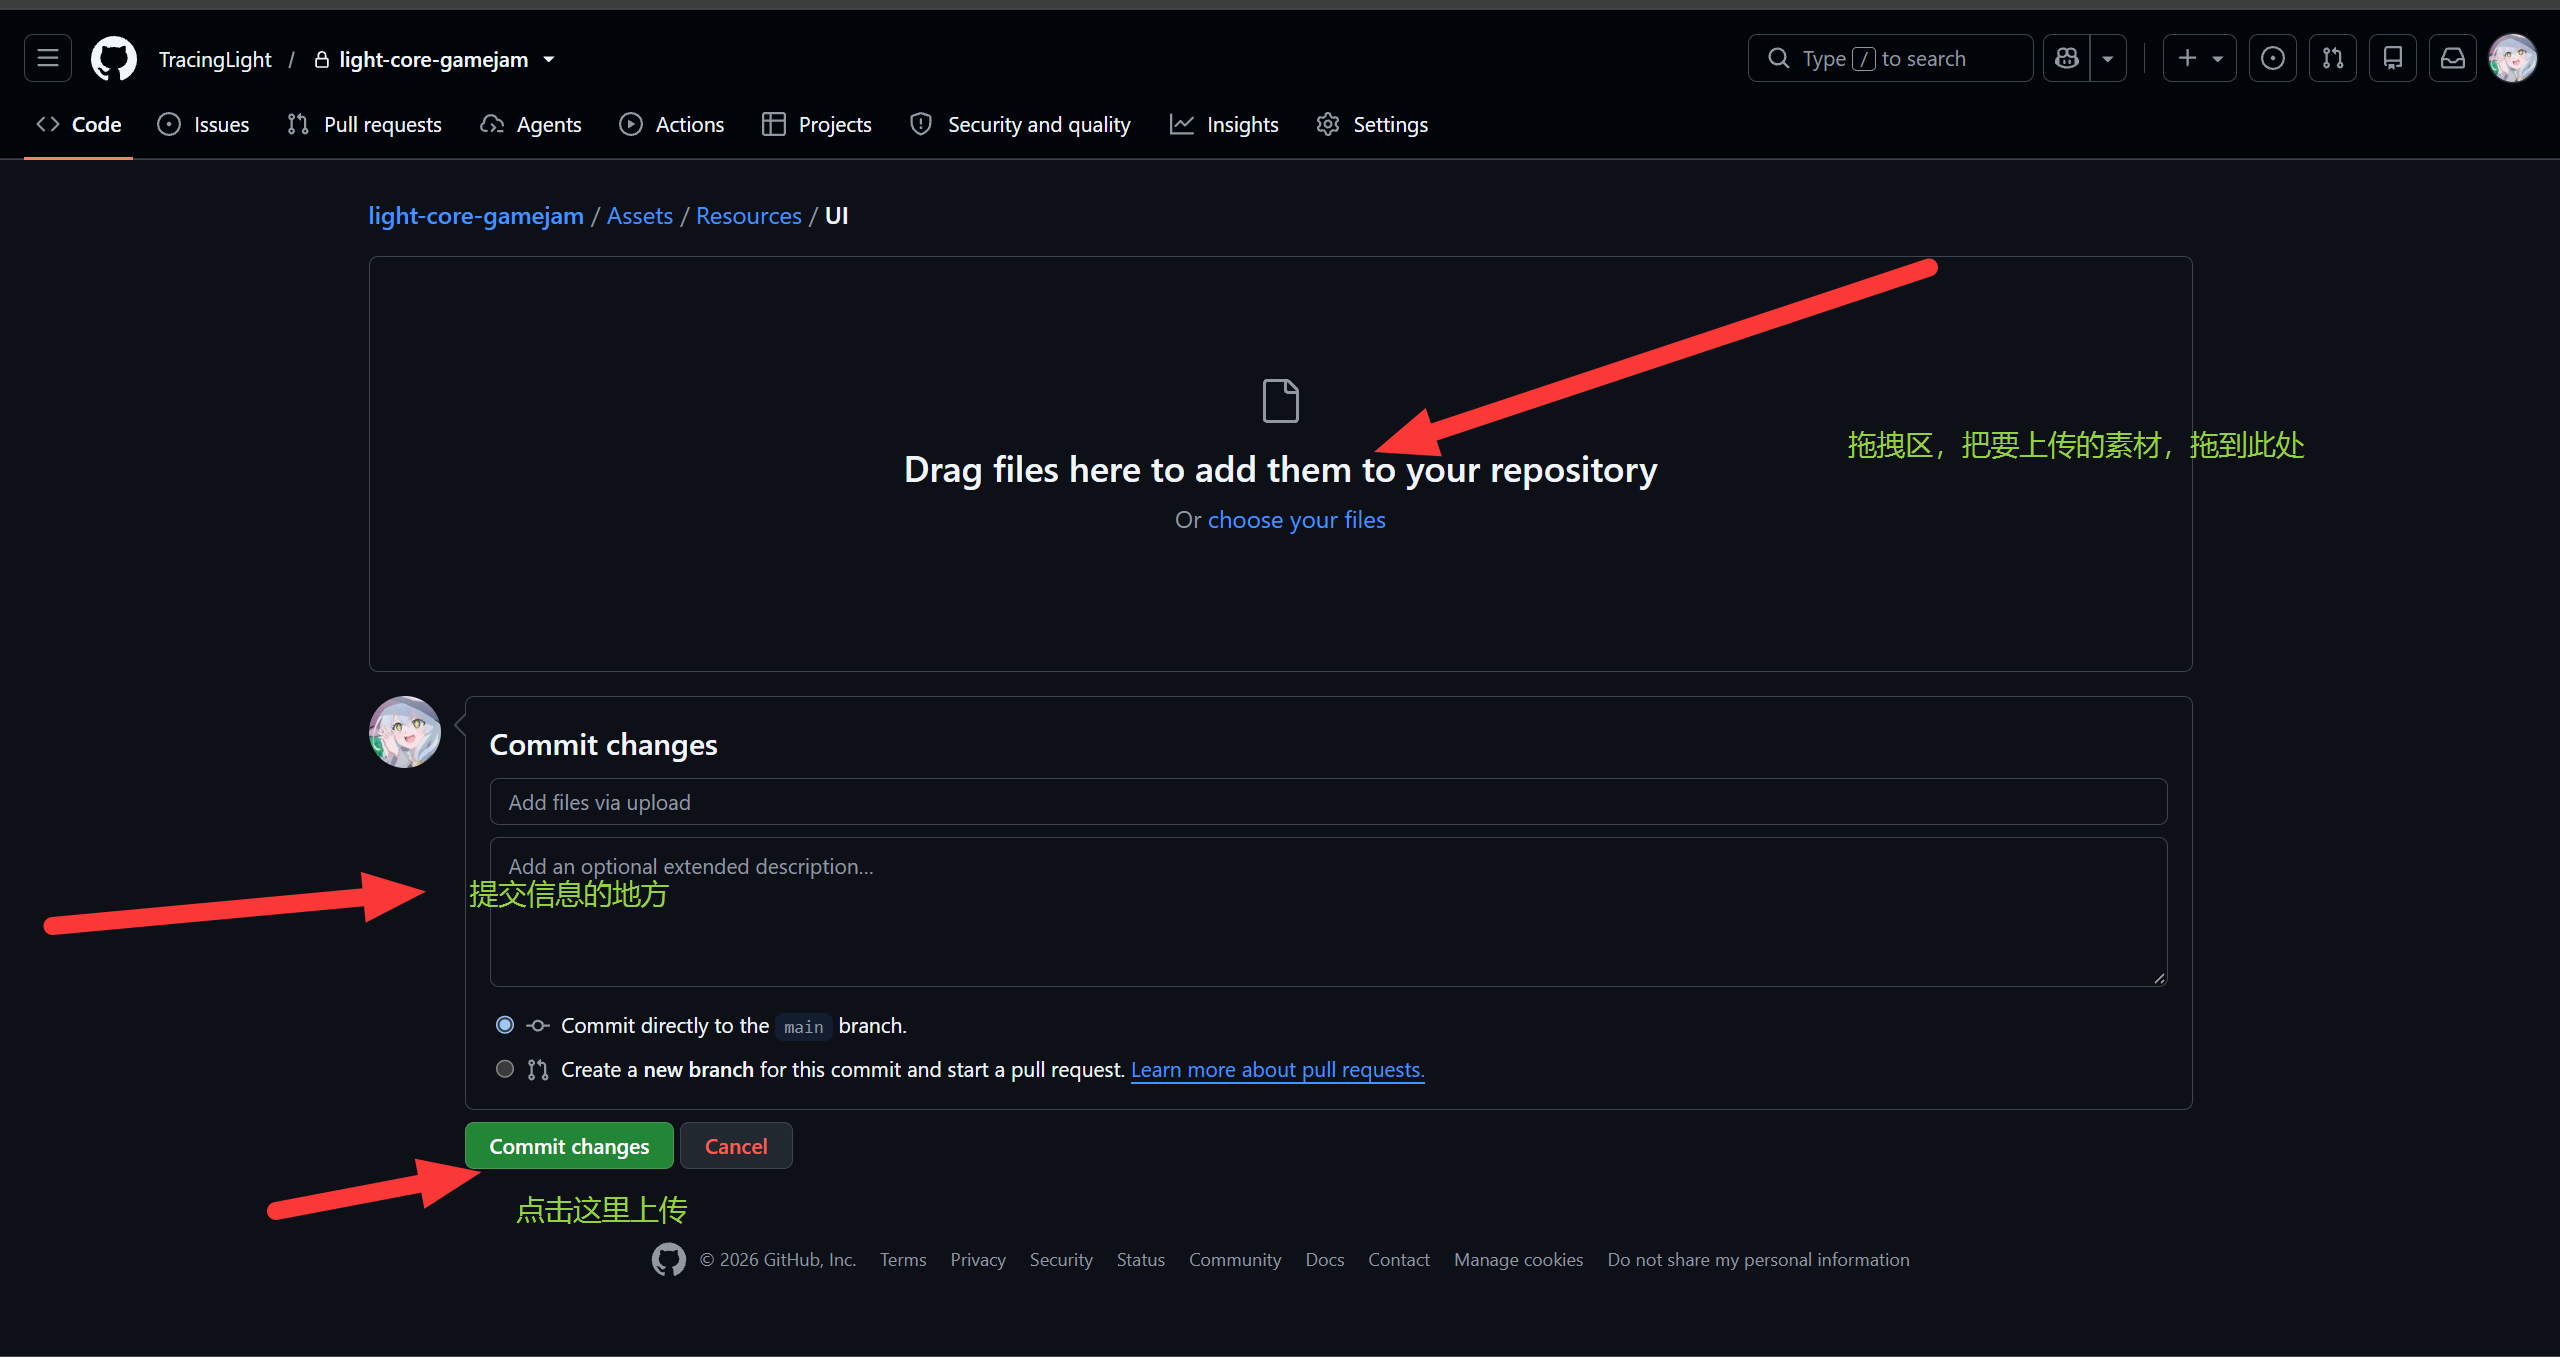 TracingLight / light-core-gamejam
Type / to search
Code Issues Pull requests Agents Actions Projects Security and quality Insights Settings
light-core-gamejam / Assets / Resources / UI
拖拽区，把要上传的素材，拖到此处
Drag files here to add them to your repository
Or choose your files
Commit changes
Add files via upload
Add an optional extended description...
提交信息的地方
Commit directly to the main branch.
Create a new branch for this commit and start a pull request. Learn more about pull requests.
Commit changes Cancel
点击这里上传
© 2026 GitHub, Inc. Terms Privacy Security Status Community Docs Contact Manage cookies Do not share my personal information